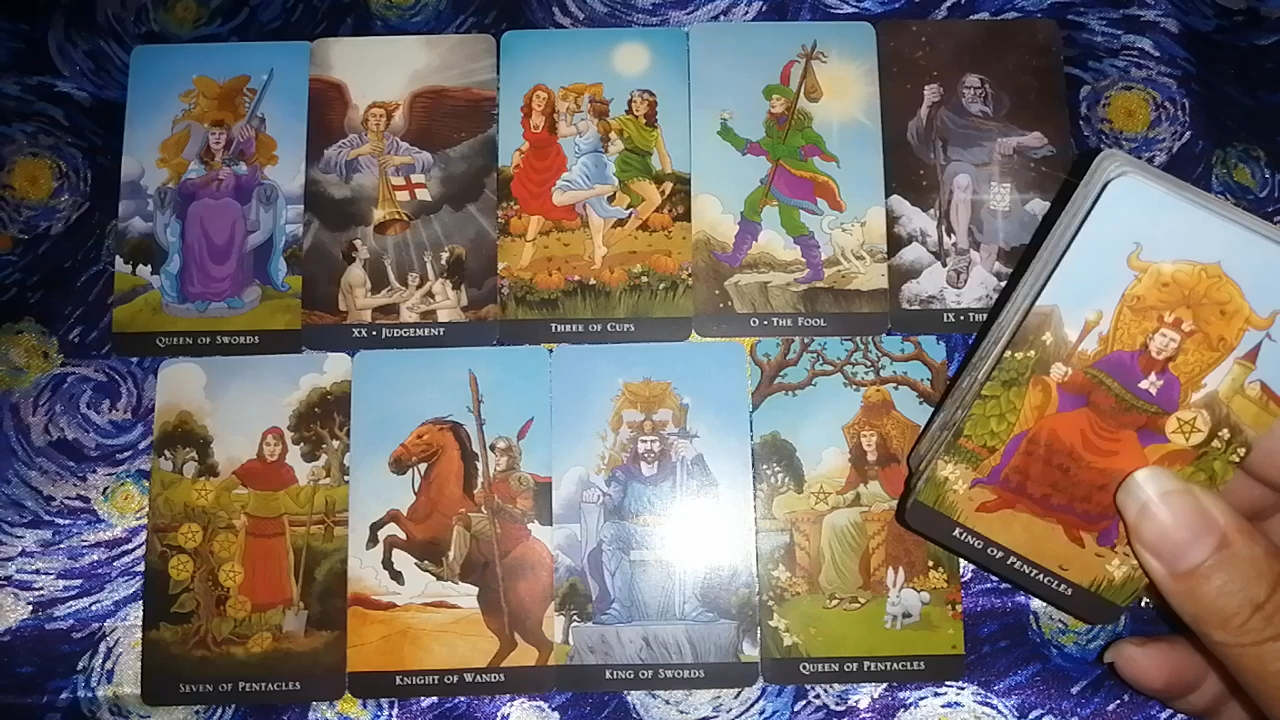 QUEEN OF SWORDS
XX • JUDGEMENT
THREE OF CUPS
0 • THE FOOL
IX • THE
SEVEN OF PENTACLES
KNIGHT OF WANDS
KING OF SWORDS
QUEEN OF PENTACLES
KING OF PENTACLES